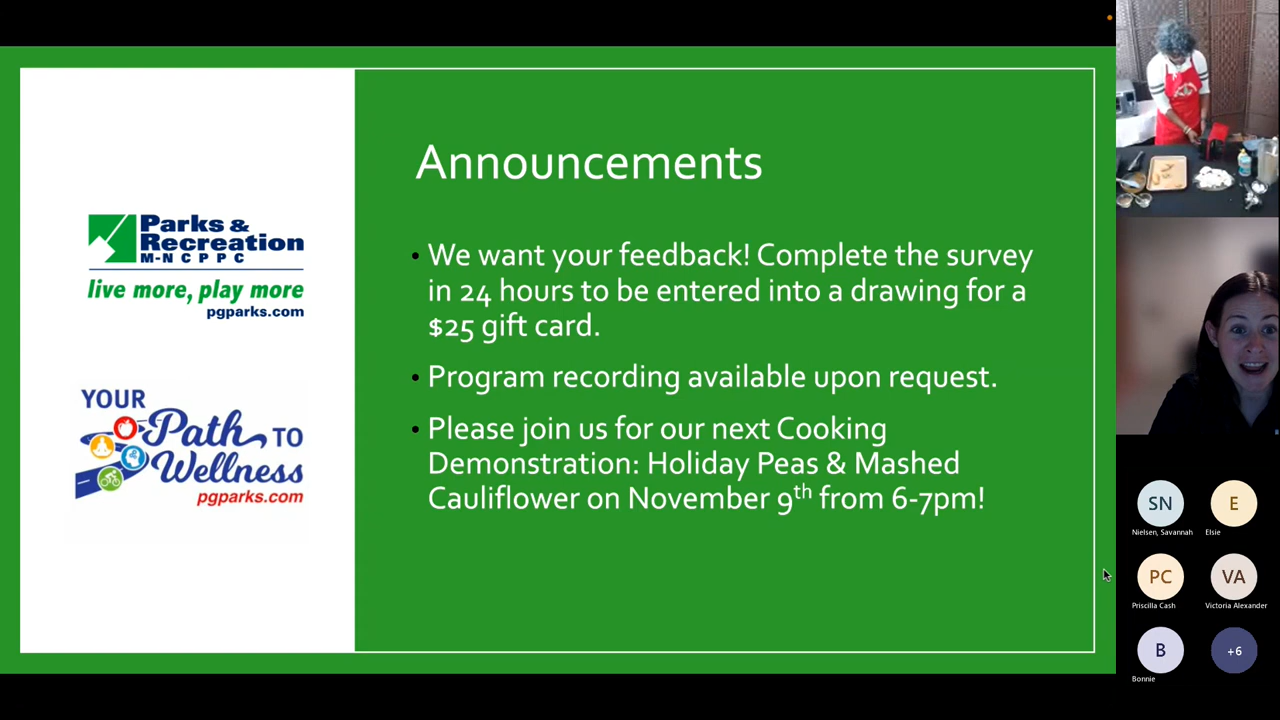 Announcements
We want your feedback! Complete the survey
in 24 hours to be entered into a drawing for a
$25 gift card.
Program recording available upon request.
Please join us for our next Cooking
Demonstration: Holiday Peas & Mashed
Cauliflower on November 9th from 6-7pm!
Parks &
Recreation
M-NCPPC
live more, play more
pgparks.com
YOUR
Path TO
Wellness
pgparks.com
SN
Nielsen, Savannah
E
Elsie
PC
Priscilla Cash
VA
Victoria Alexander
B
Bonnie
+6